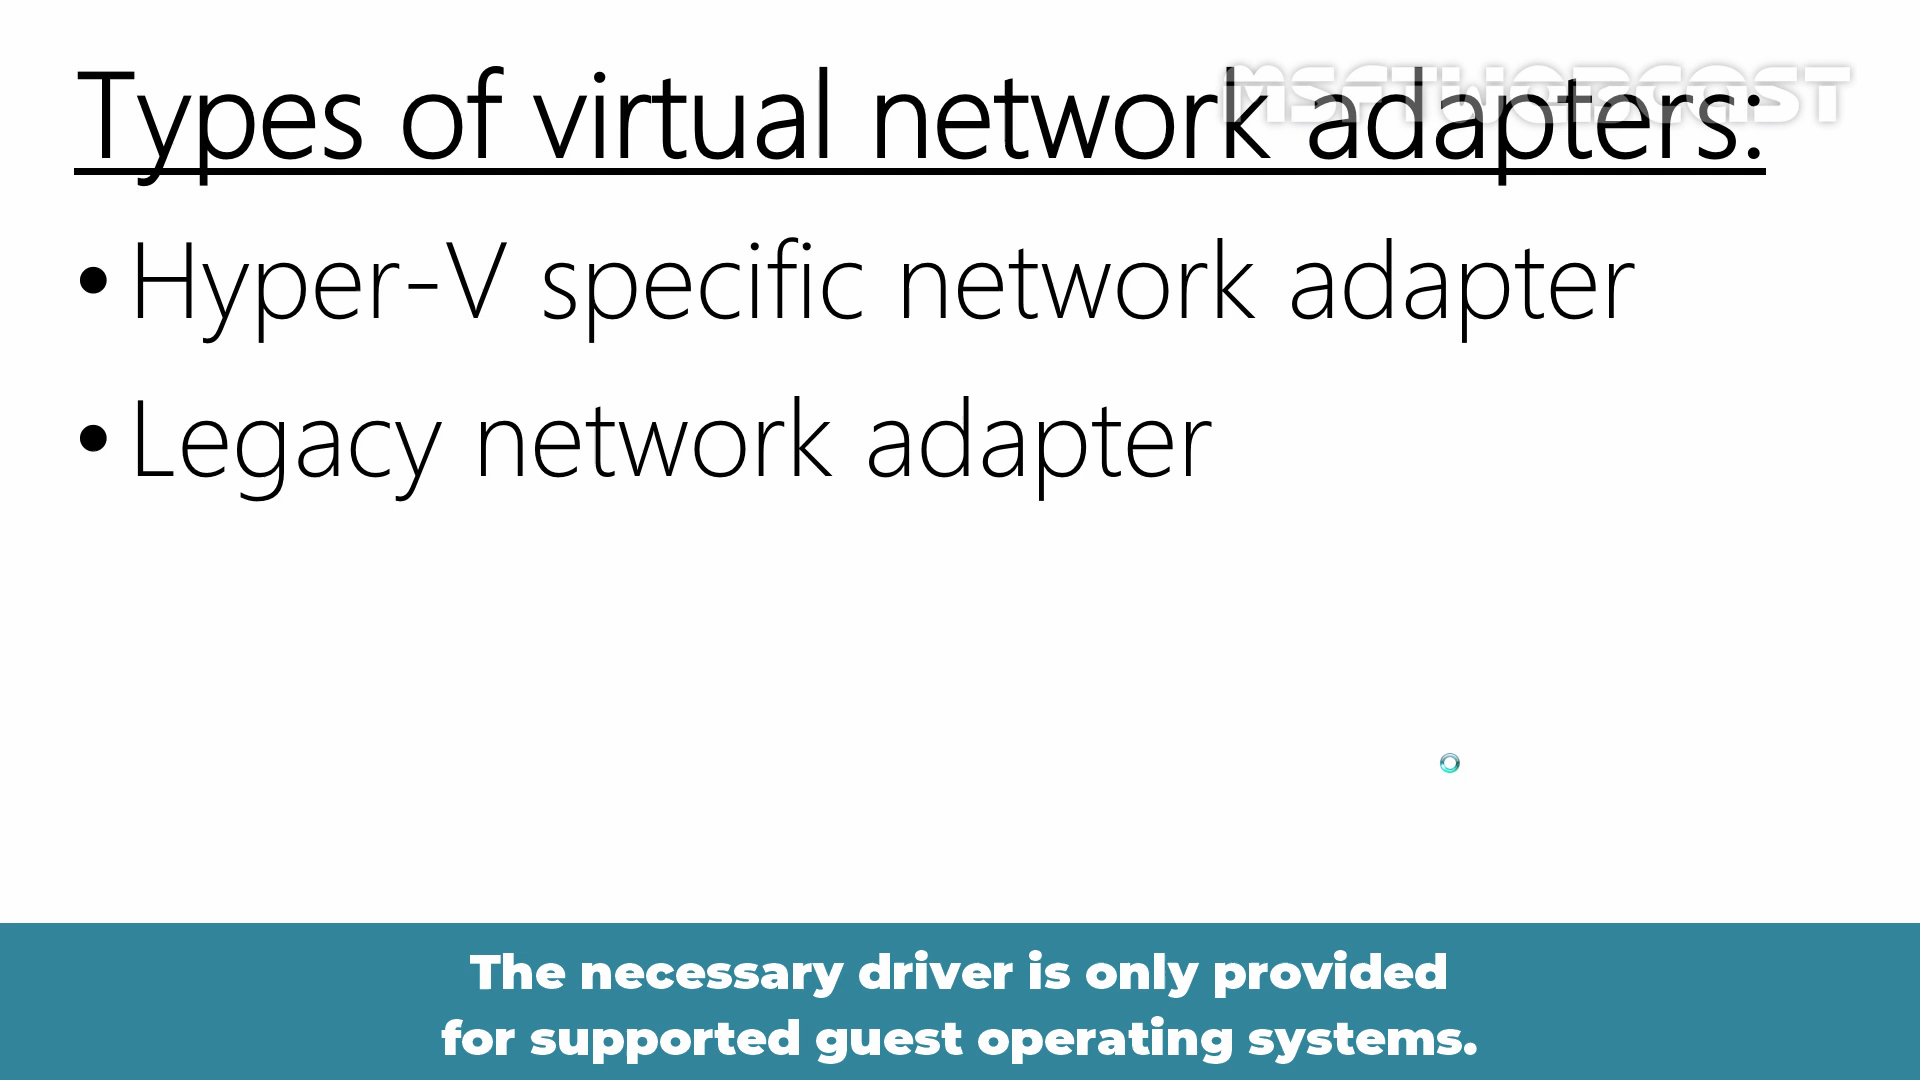 MSFTWEBCAST
Types of virtual network adapters:
• Hyper-V specific network adapter
• Legacy network adapter
The necessary driver is only provided
for supported guest operating systems.